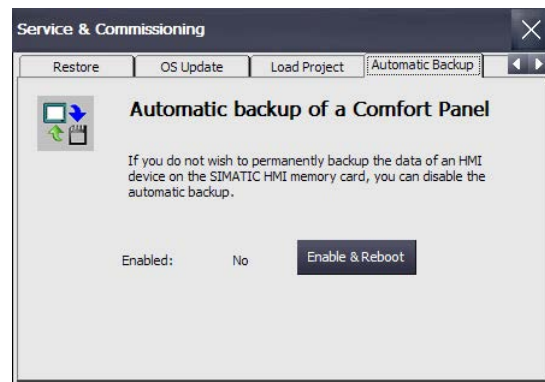 Service & Commissioning
Restore
OS Update
Load Project
Automatic Backup
Automatic backup of a Comfort Panel
If you do not wish to permanently backup the data of an HMI
device on the SIMATIC HMI memory card, you can disable the
automatic backup.
Enabled: No Enable & Reboot